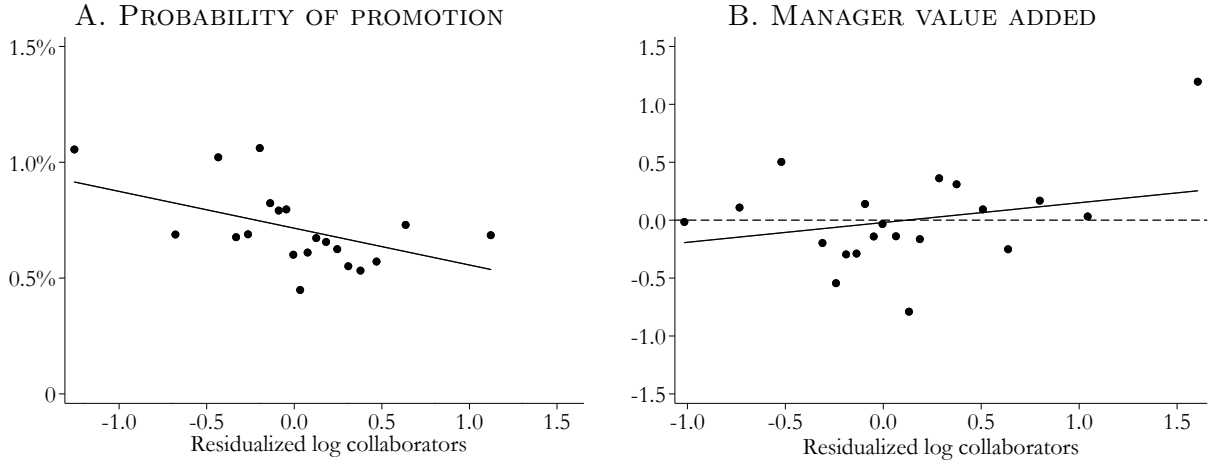 A. PROBABILITY OF PROMOTION
1.5%
1.0%
0.5%
0
-1.0 -0.5 0.0 0.5 1.0 1.5
Residualized log collaborators
B. MANAGER VALUE ADDED
1.5
1.0
0.5
0.0
-0.5
-1.0
-1.5
-1.0 -0.5 0.0 0.5 1.0 1.5
Residualized log collaborators